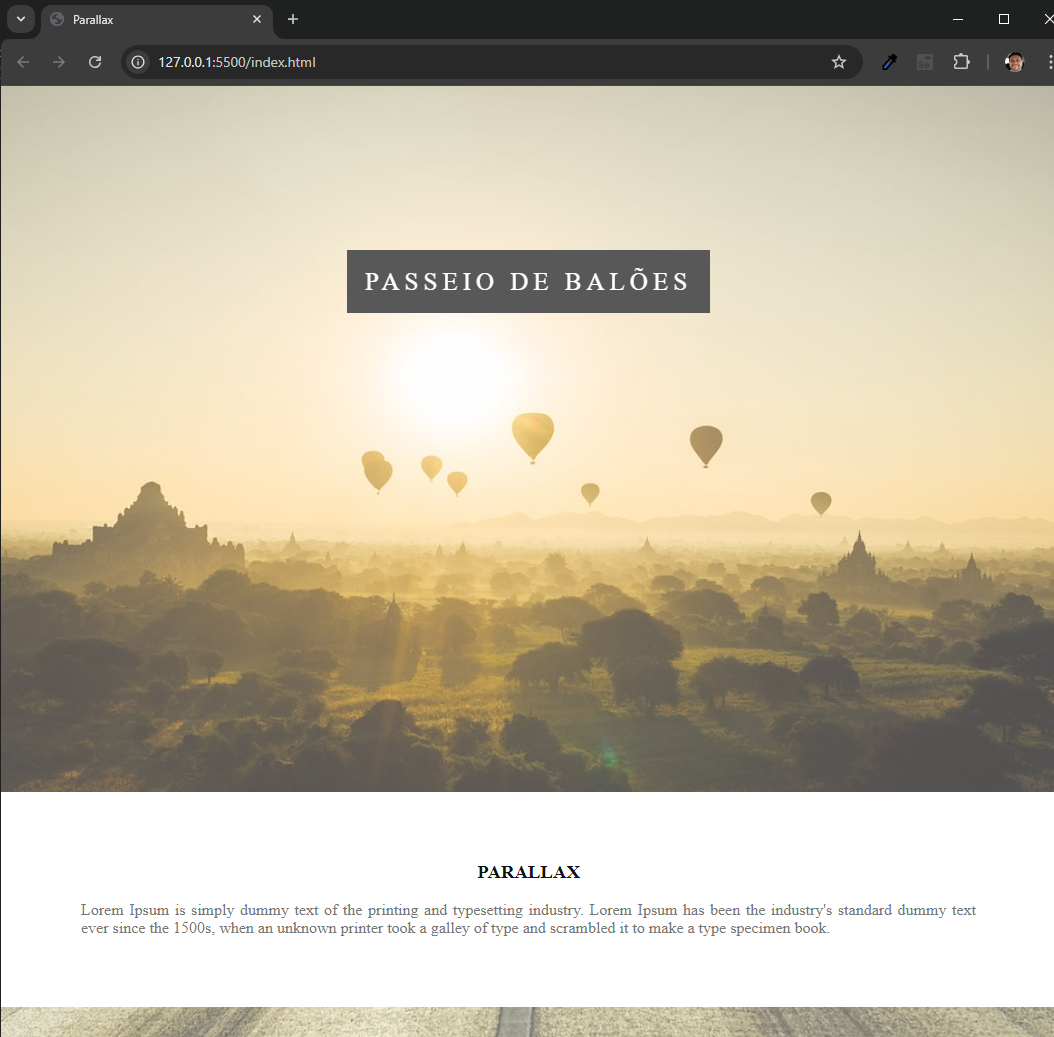 Parallax
127.0.0.1:5500/index.html
PASSEIO DE BALÕES
PARALLAX
Lorem Ipsum is simply dummy text of the printing and typesetting industry. Lorem Ipsum has been the industry's standard dummy text
ever since the 1500s, when an unknown printer took a galley of type and scrambled it to make a type specimen book.